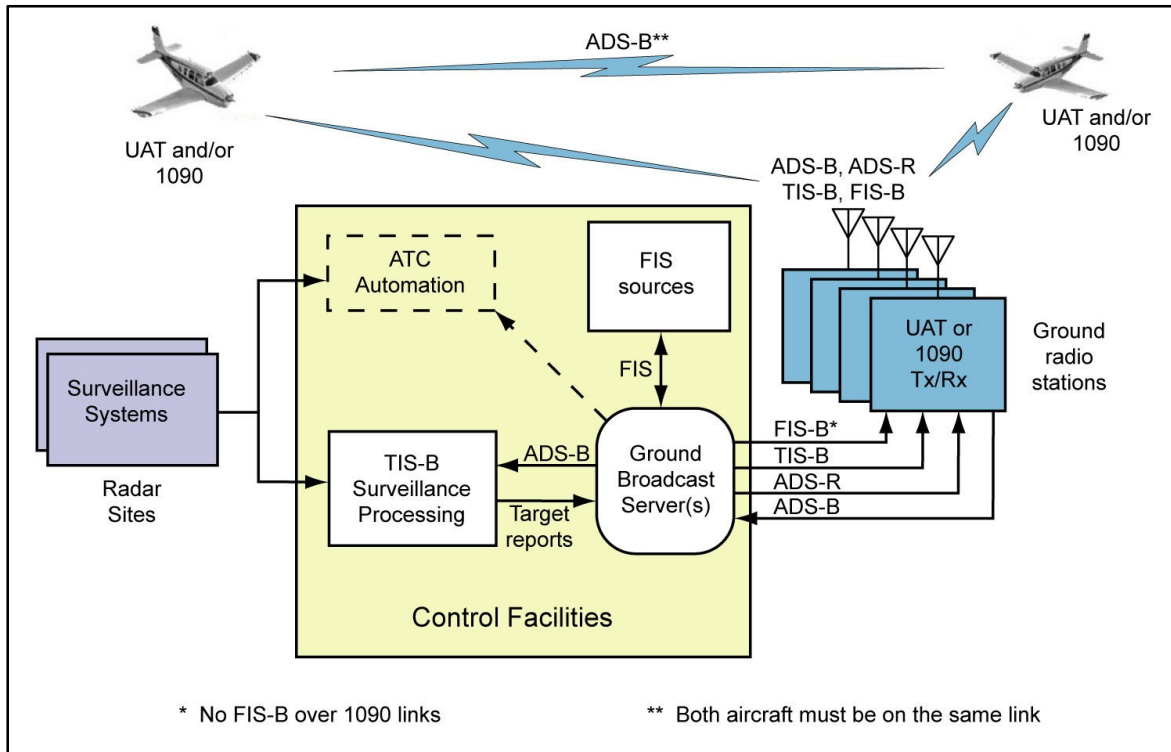 ADS-B**
UAT and/or
1090
UAT and/or
1090
ADS-B, ADS-R
TIS-B, FIS-B
ATC
Automation
FIS
sources
UAT or
1090
Tx/Rx
Ground
radio
stations
Surveillance
Systems
FIS
Radar
Sites
TIS-B
Surveillance
Processing
ADS-B
Target
reports
Ground
Broadcast
Server(s)
FIS-B*
TIS-B
ADS-R
ADS-B
Control Facilities
* No FIS-B over 1090 links
** Both aircraft must be on the same link